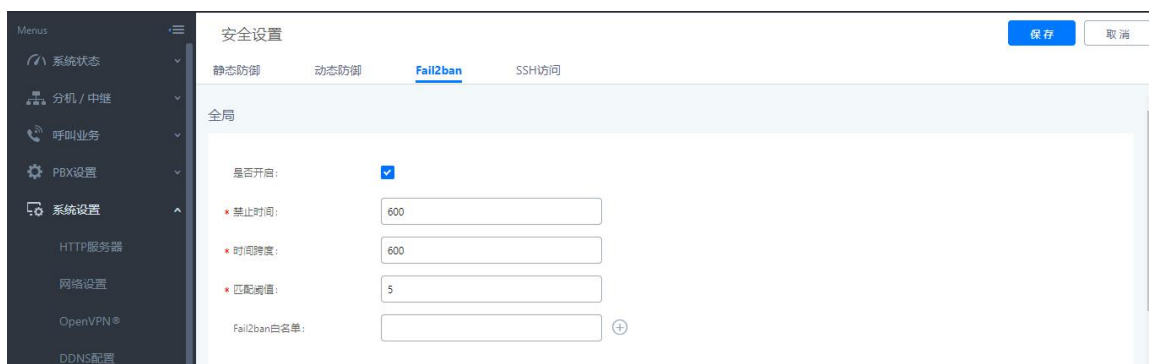 Menus
安全设置
保存
取消
系统状态
静态防御
动态防御
Fail2ban
SSH访问
分机 / 中继
全局
呼叫业务
PBX设置
是否开启:
系统设置
* 禁止时间:
600
HTTP服务器
* 时间跨度:
600
网络设置
* 匹配阈值:
5
OpenVPN®
Fail2ban白名单:
DDNS配置